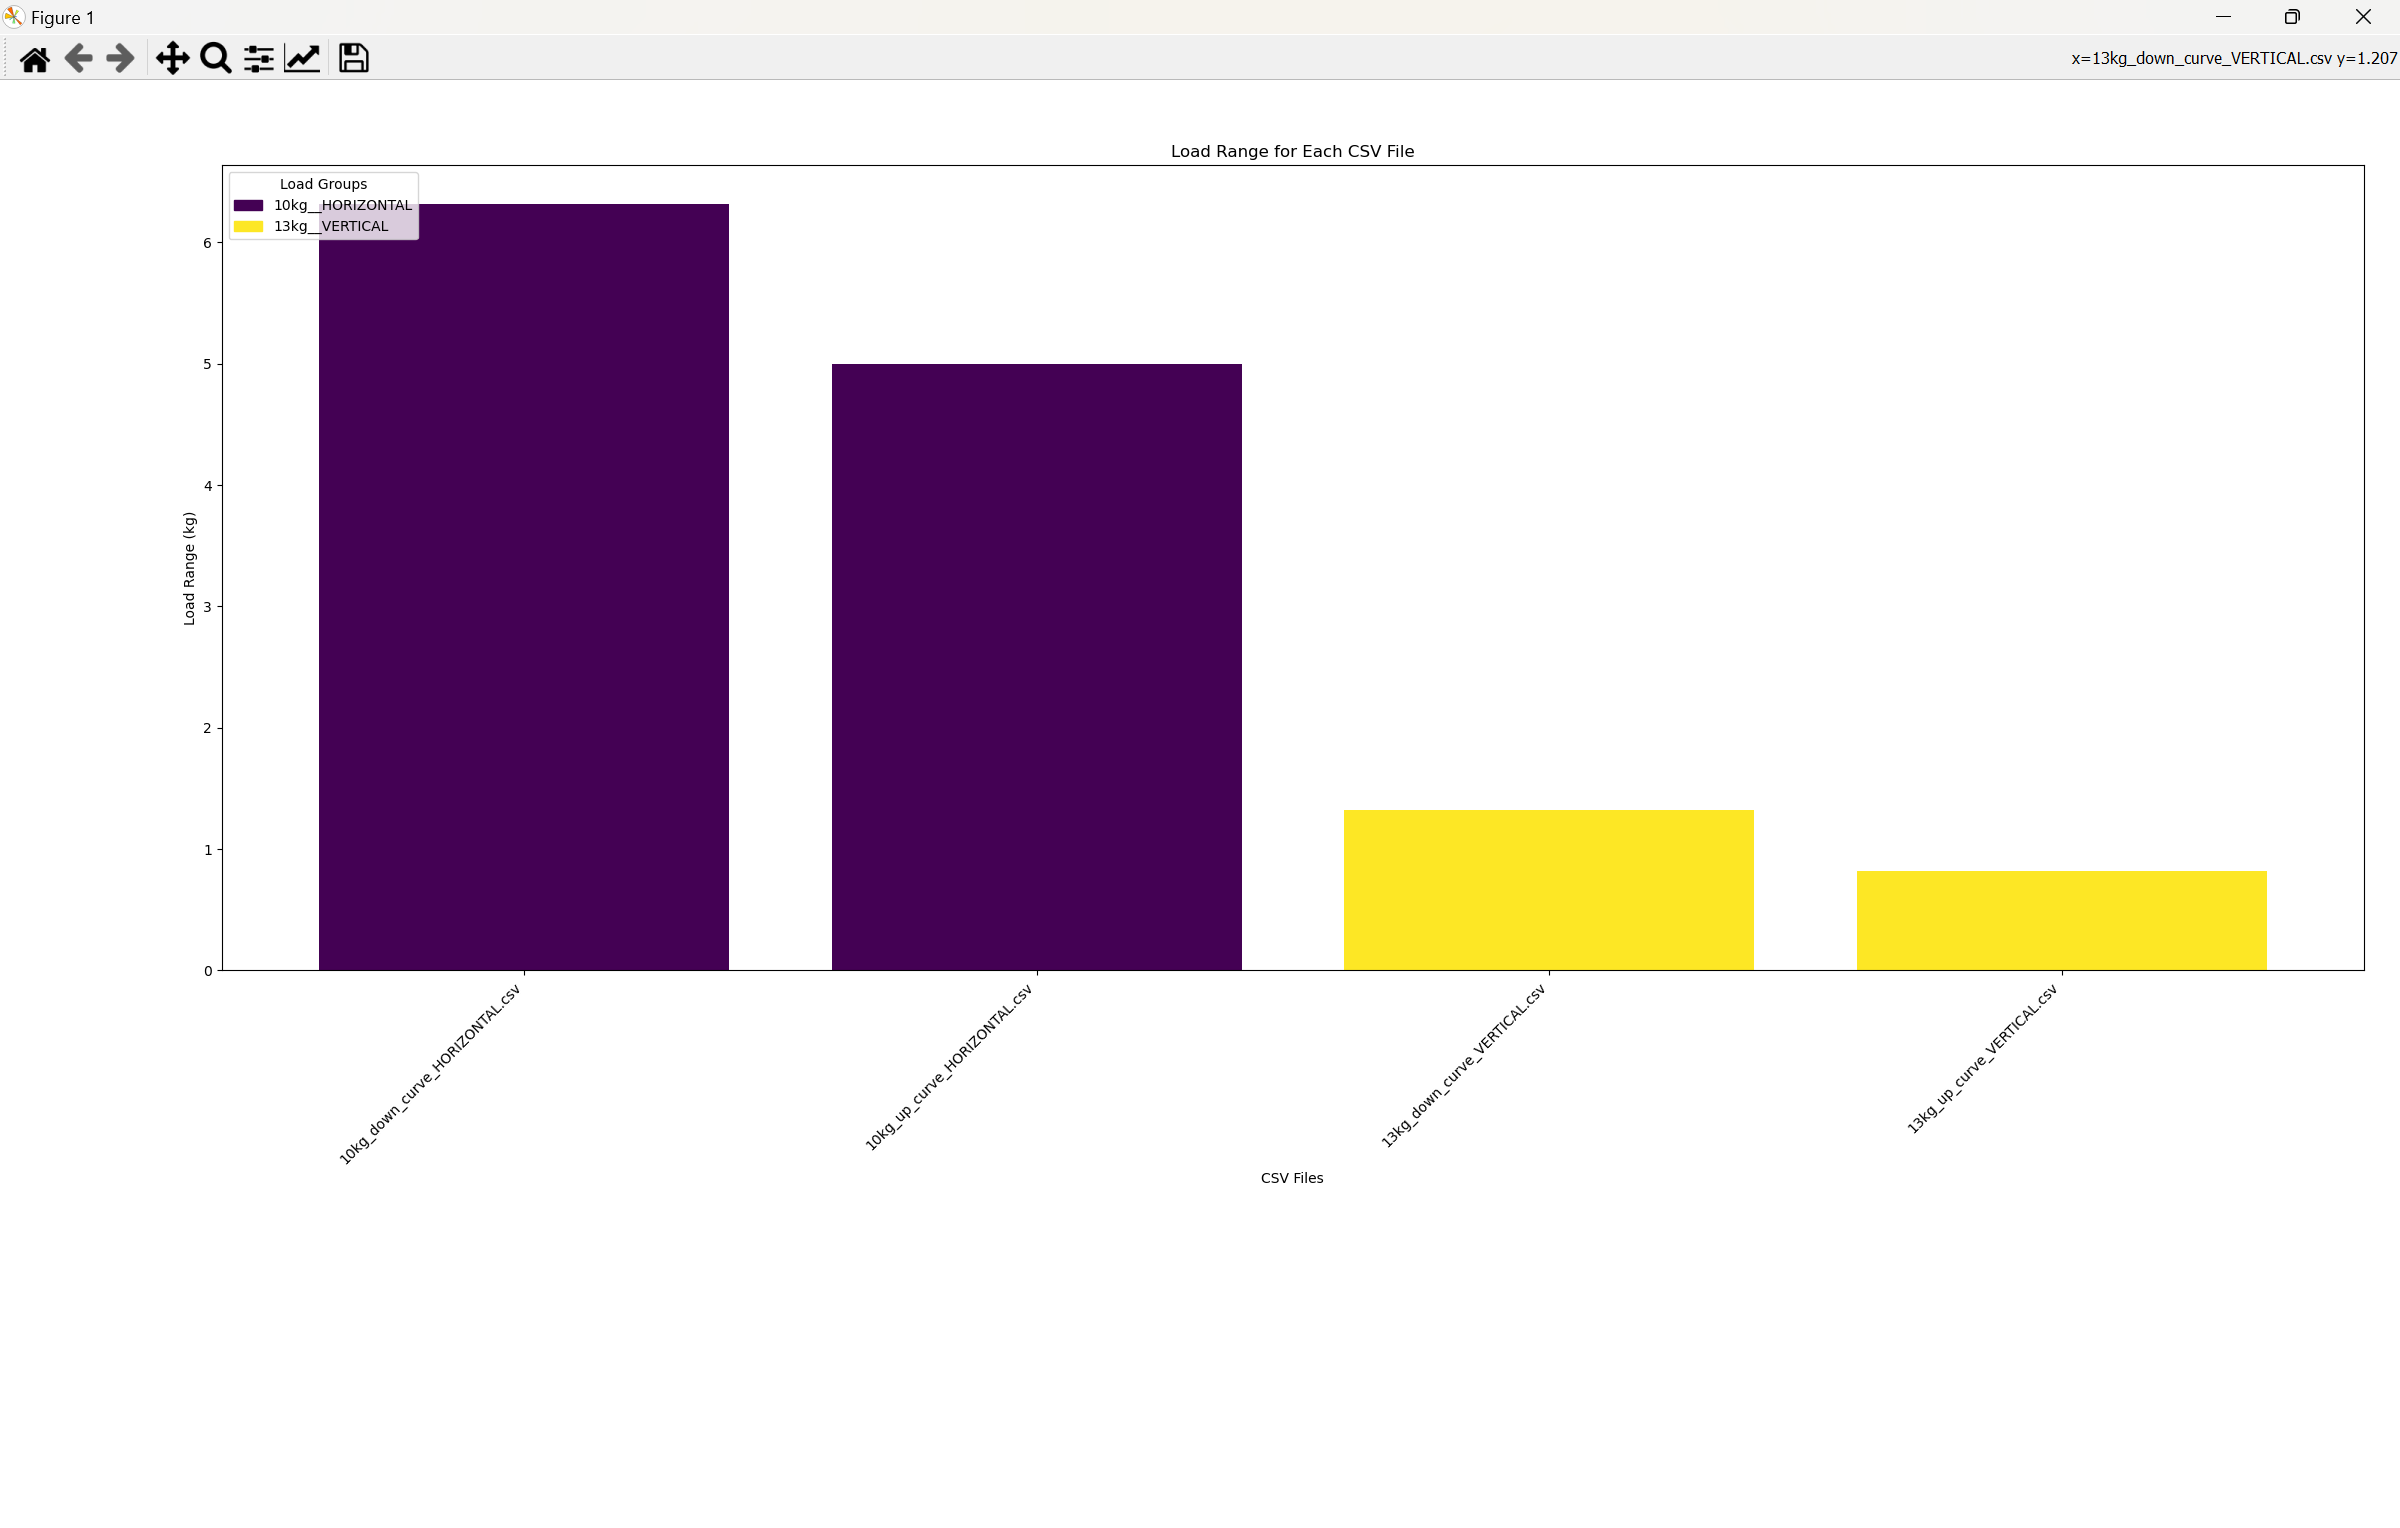 Figure 1
x=13kg_down_curve_VERTICAL.csv y=1.207
Load Range for Each CSV File
Load Groups
10kg__HORIZONTAL
13kg__VERTICAL
6
5
4
3
2
1
0
Load Range (kg)
10kg_down_curve_HORIZONTAL.csv
10kg_up_curve_HORIZONTAL.csv
13kg_down_curve_VERTICAL.csv
13kg_up_curve_VERTICAL.csv
CSV Files